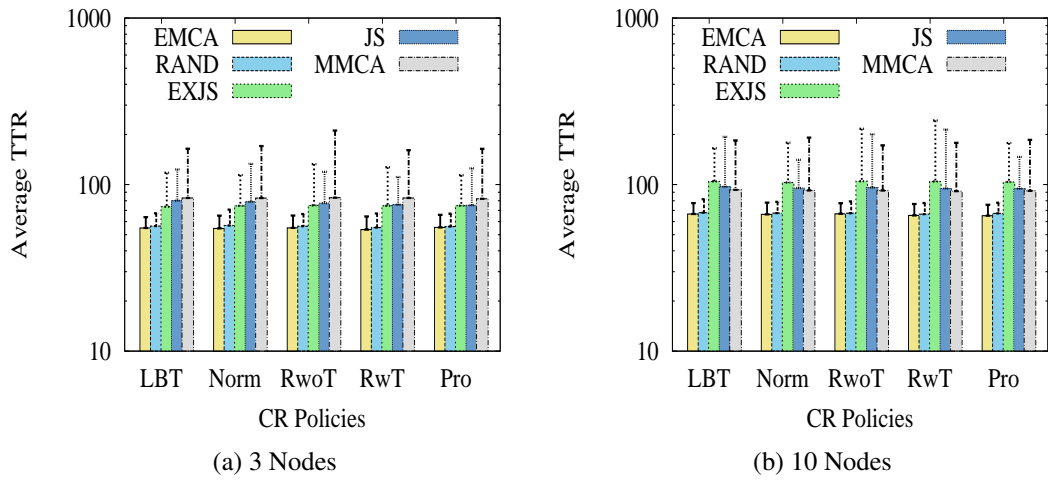 1000
100
10
Average TTR
EMCA
RAND
EXJS
JS
MMCA
LBT Norm RwoT RwT Pro
CR Policies
(a) 3 Nodes
1000
100
10
Average TTR
EMCA
RAND
EXJS
JS
MMCA
LBT Norm RwoT RwT Pro
CR Policies
(b) 10 Nodes